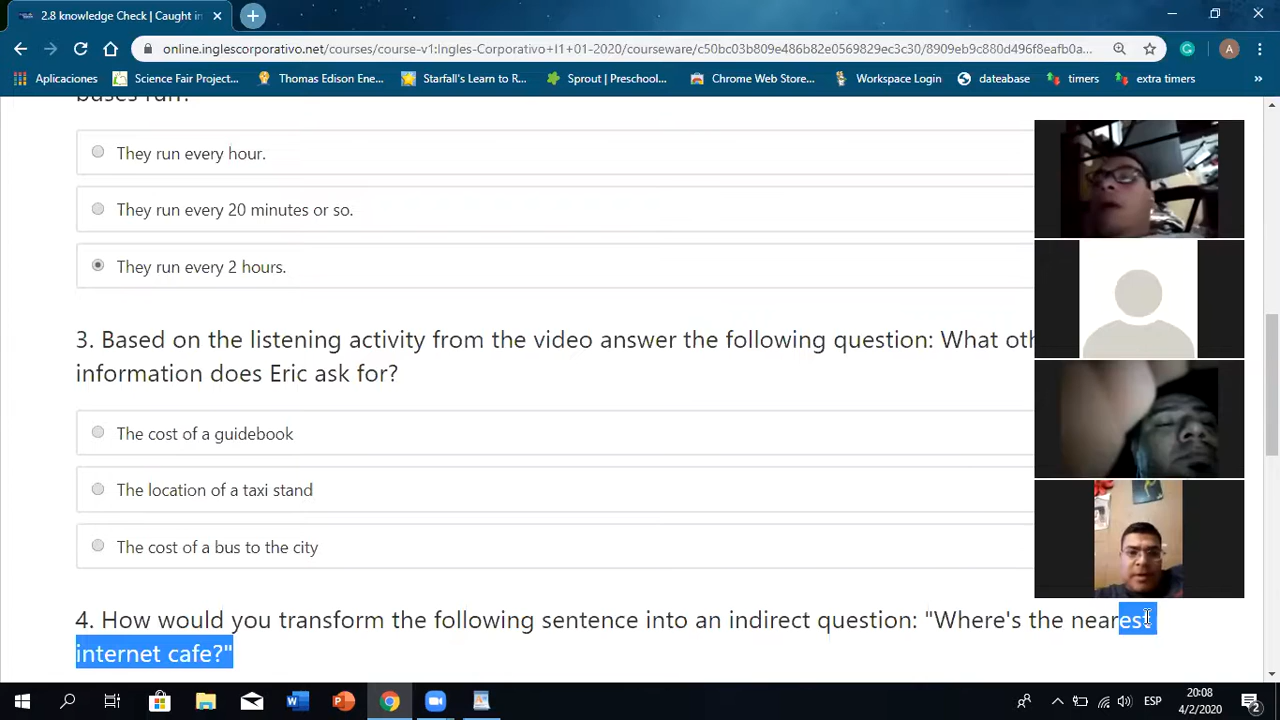 2.8 knowledge Check | Caught in
online.inglescorporativo.net/courses/course-v1:Ingles-Corporativo+I1+01-2020/courseware/c50bc03b809e486b82e0569829ec3c30/8909eb9c880d496f8eafb0a...
A
Aplicaciones
Science Fair Project...
Thomas Edison Ene...
Starfall's Learn to R...
Sprout | Preschool...
Chrome Web Store...
Workspace Login
dateabase
timers
extra timers
»
buses run?
They run every hour.
They run every 20 minutes or so.
They run every 2 hours.
3. Based on the listening activity from the video answer the following question: What oth
information does Eric ask for?
The cost of a guidebook
The location of a taxi stand
The cost of a bus to the city
4. How would you transform the following sentence into an indirect question: "Where's the nearest
internet cafe?"
ESP
20:08
4/2/2020
2